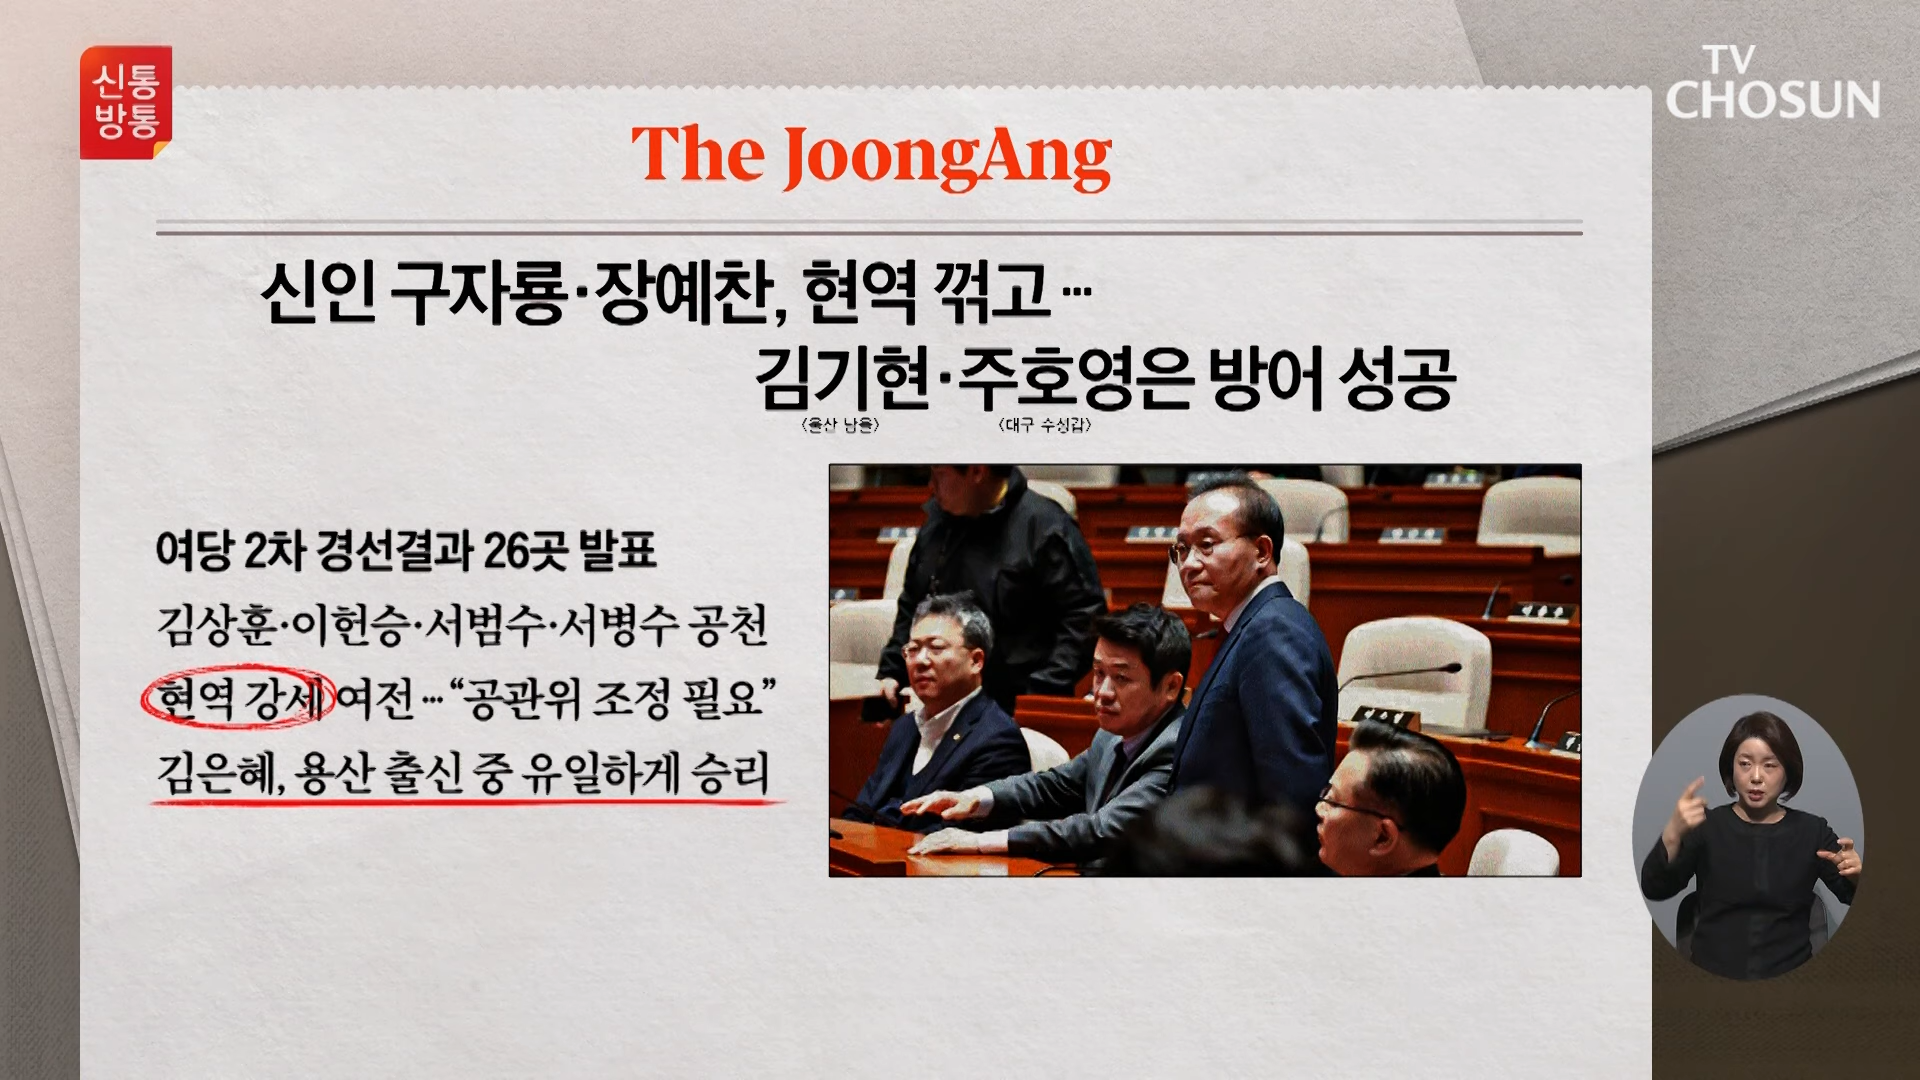 신통
방통
TV
CHOSUN
The JoongAng
신인 구자룡·장예찬, 현역 꺾고…
김기현·주호영은 방어 성공
〈울산 남을〉 〈대구 수성갑〉
여당 2차 경선결과 26곳 발표
김상훈·이헌승·서범수·서병수 공천
현역 강세 여전…“공관위 조정 필요”
김은혜, 용산 출신 중 유일하게 승리